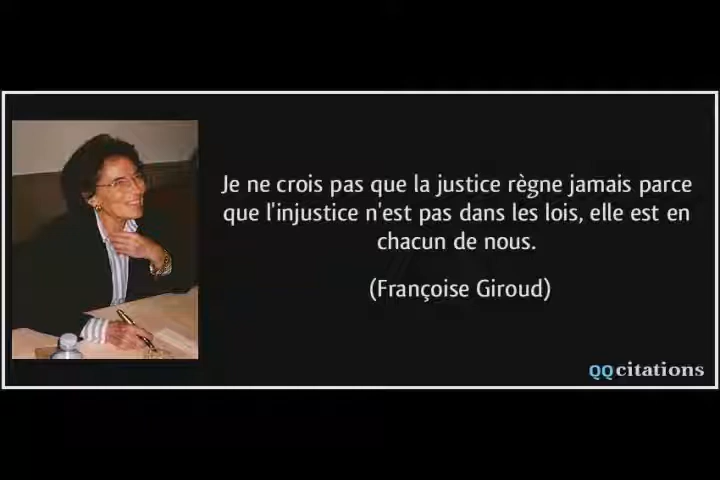 Je ne crois pas que la justice règne jamais parce
que l'injustice n'est pas dans les lois, elle est en
chacun de nous.
(Françoise Giroud)
QQcitations